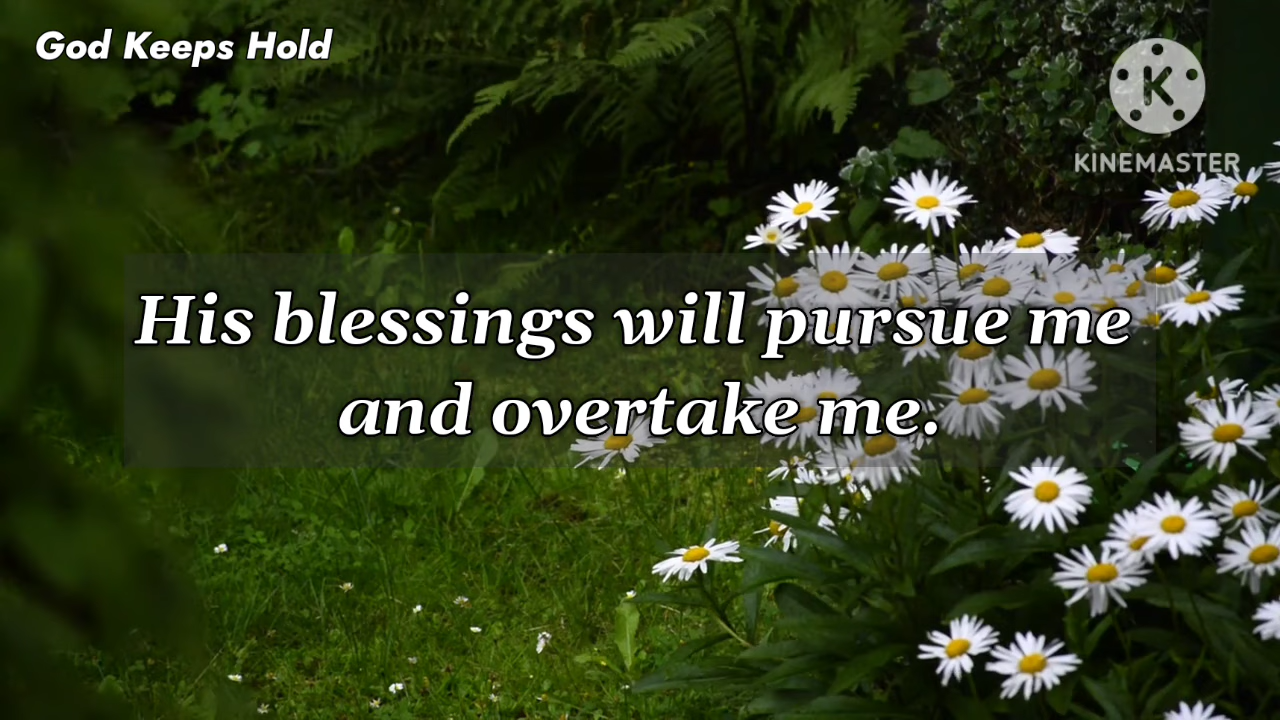 God Keeps Hold
K
KINEMASTER
His blessings will pursue me
and overtake me.